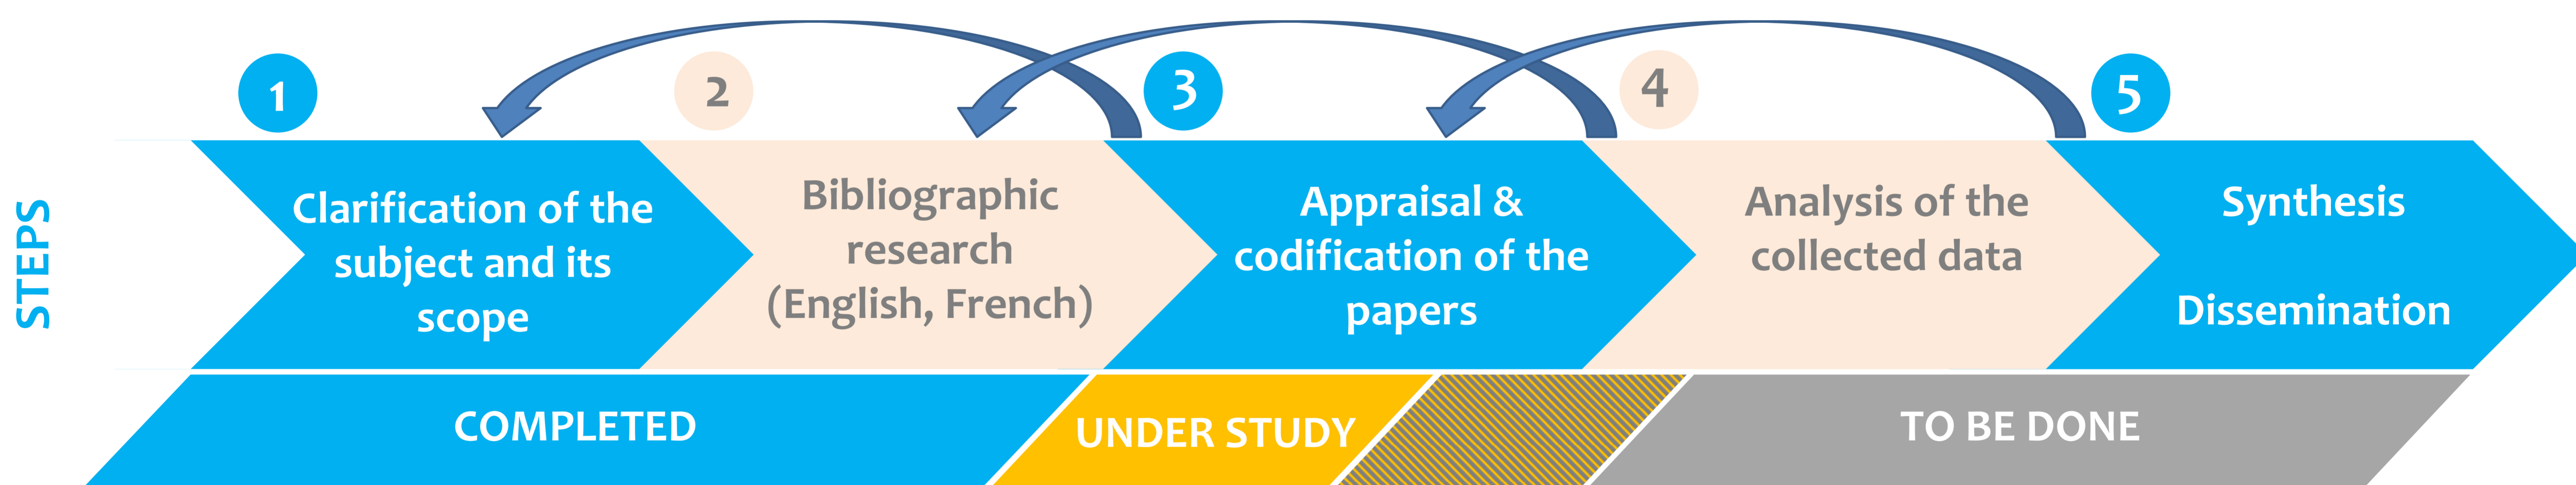 STEPS
1
2
3
4
5
Clarification of the
subject and its
scope
Bibliographic
research
(English, French)
Appraisal &
codification of the
papers
Analysis of the
collected data
Synthesis
Dissemination
COMPLETED
UNDER STUDY
TO BE DONE